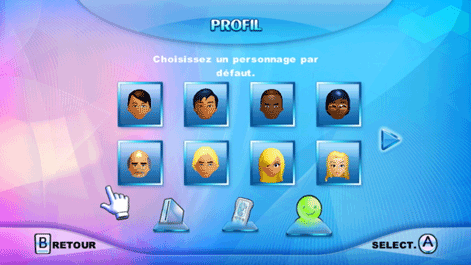 PROFIL
Choisissez un personnage par
défaut.
B RETOUR
SELECT. A